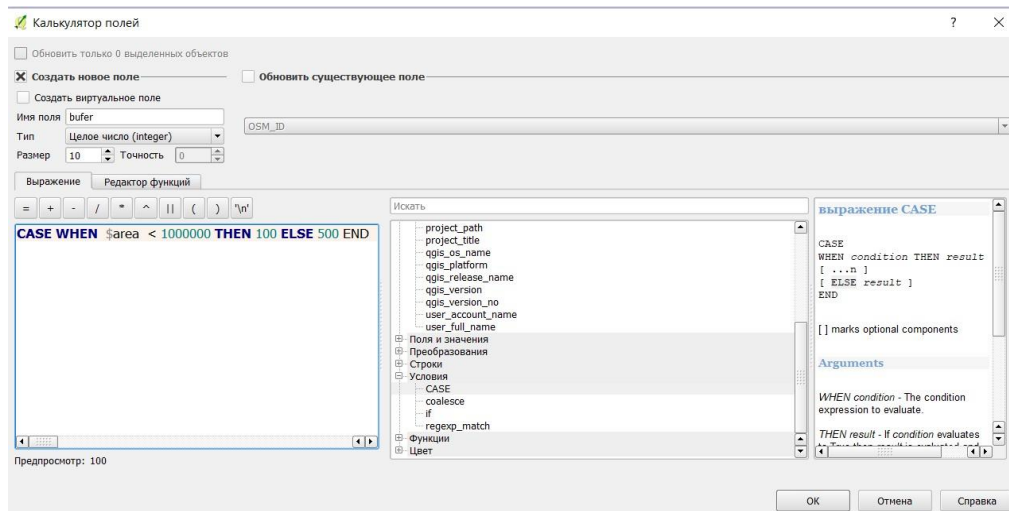 Калькулятор полей
?
Обновить только 0 выделенных объектов
Создать новое поле
Обновить существующее поле
Создать виртуальное поле
Имя поля bufer
OSM_ID
Тип Целое число (integer)
Размер 10 Точность 0
Выражение Редактор функций
= + - / * ^ || ( ) '\n'
CASE WHEN $area < 1000000 THEN 100 ELSE 500 END
Предпросмотр: 100
Искать
project_path
project_title
qgis_os_name
qgis_platform
qgis_release_name
qgis_version
qgis_version_no
user_account_name
user_full_name
Поля и значения
Преобразования
Строки
Условия
CASE
coalesce
if
regexp_match
Функции
Цвет
выражение CASE
CASE
WHEN condition THEN result
[ ...n ]
[ ELSE result ]
END
[ ] marks optional components
Arguments
WHEN condition - The condition
expression to evaluate.
THEN result - If condition evaluates
OK Отмена Справка